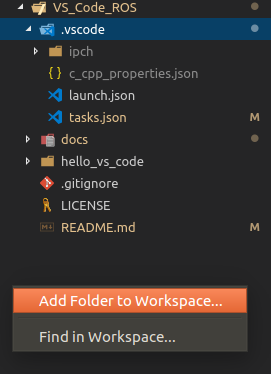 VS_Code_ROS
.vscode
ipch
c_cpp_properties.json
launch.json
tasks.json M
docs
hello_vs_code
.gitignore
LICENSE
README.md M
Add Folder to Workspace...
Find in Workspace...